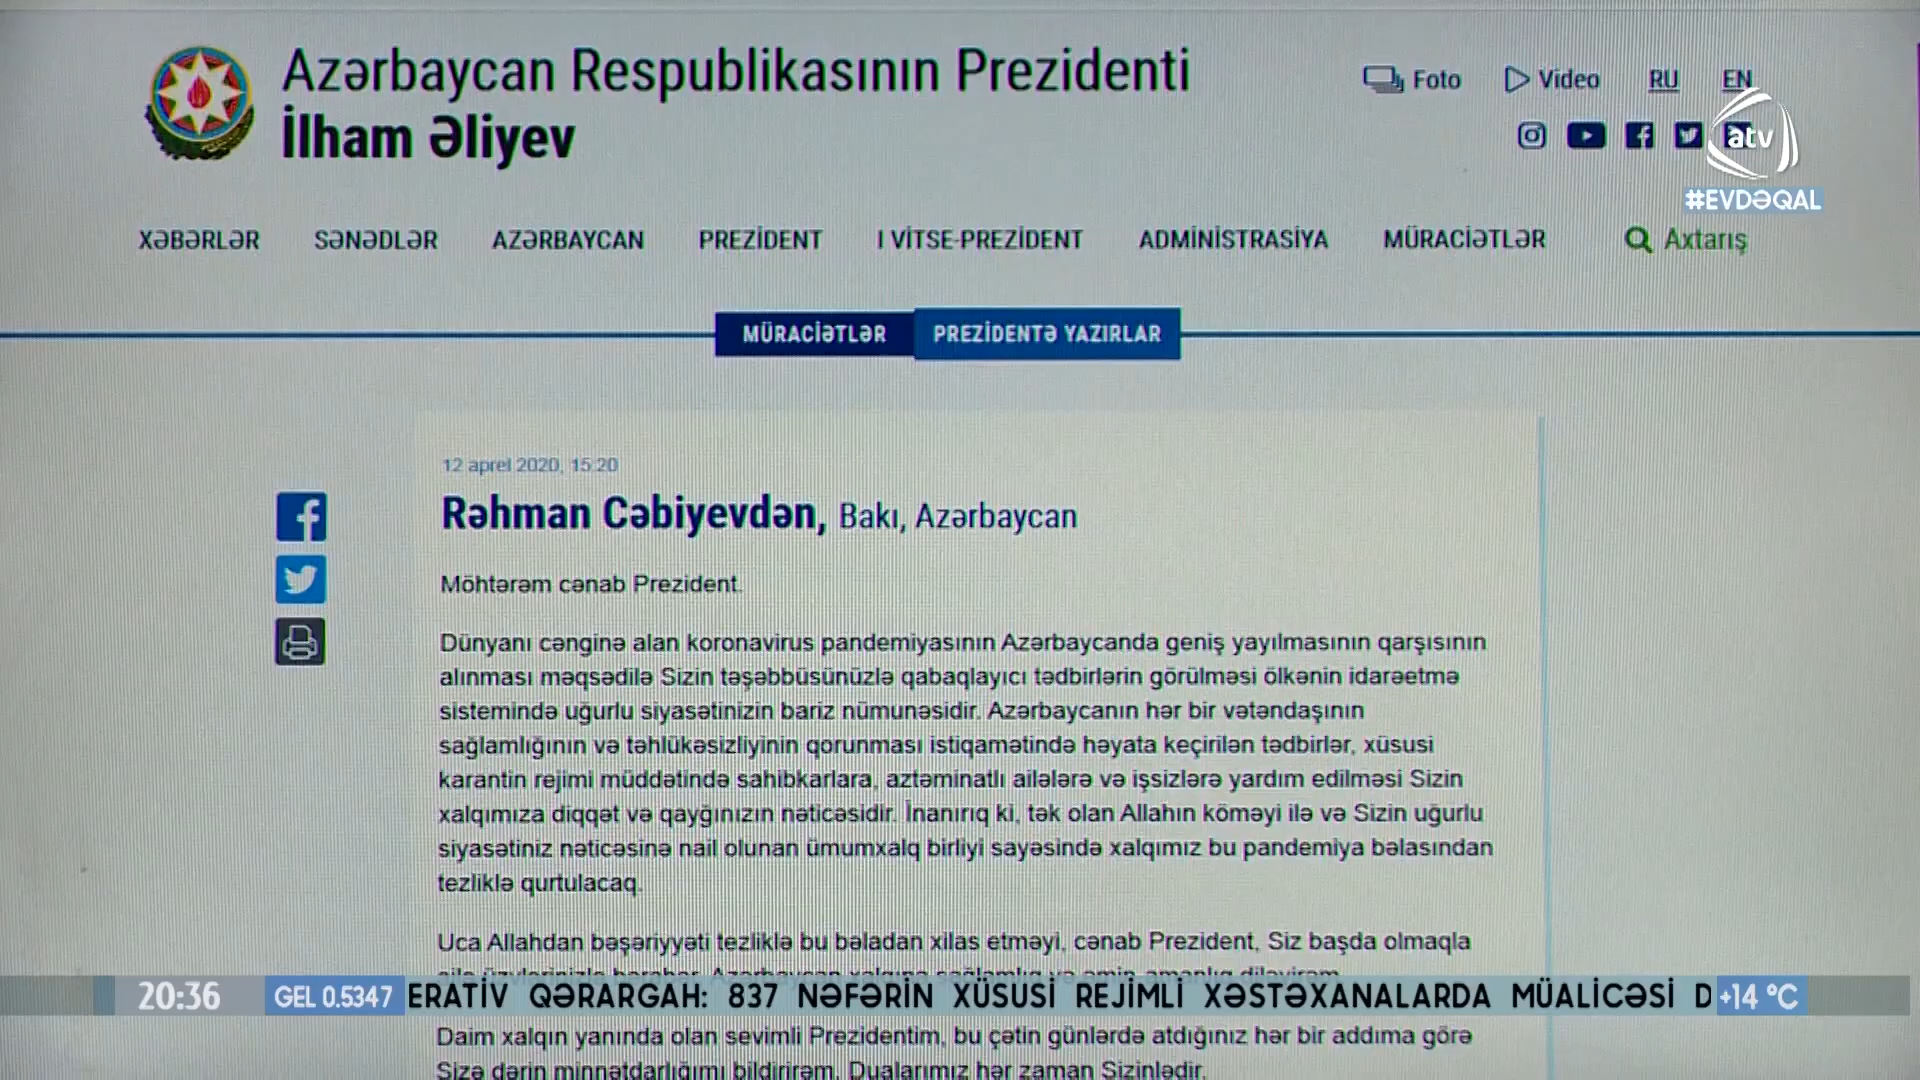 Azərbaycan Respublikasının Prezidenti
İlham Əliyev
Foto Video RU EN
atv
#EVDƏQAL
XƏBƏRLƏR SƏNƏDLƏR AZƏRBAYCAN PREZİDENT I VİTSE-PREZİDENT ADMİNİSTRASİYA MÜRACİƏTLƏR Axtarış
MÜRACİƏTLƏR PREZİDENTƏ YAZIRLAR
12 aprel 2020, 15:20
Rəhman Cəbiyevdən, Bakı, Azərbaycan
Möhtərəm cənab Prezident.
Dünyanı cənginə alan koronavirus pandemiyasının Azərbaycanda geniş yayılmasının qarşısının
alınması məqsədilə Sizin təşəbbüsünüzlə qabaqlayıcı tədbirlərin görülməsi ölkənin idarəetmə
sistemində uğurlu siyasətinizin bariz nümunəsidir. Azərbaycanın hər bir vətəndaşının
sağlamlığının və təhlükəsizliyinin qorunması istiqamətində həyata keçirilən tədbirlər, xüsusi
karantin rejimi müddətində sahibkarlara, aztəminatlı ailələrə və işsizlərə yardım edilməsi Sizin
xalqımıza diqqət və qayğınızın nəticəsidir. İnanırıq ki, tək olan Allahın köməyi ilə və Sizin uğurlu
siyasətiniz nəticəsinə nail olunan ümumxalq birliyi sayəsində xalqımız bu pandemiya bəlasından
tezliklə qurtulacaq.
Uca Allahdan bəşəriyyəti tezliklə bu bəladan xilas etməyi, cənab Prezident, Siz başda olmaqla
20:36 GEL 0.5347 ERATİV QƏRARGAH: 837 NƏFƏRİN XÜSUSİ REJİMLİ XƏSTƏXANALARDA MÜALİCƏSİ D +14 °C
Daim xalqın yanında olan sevimli Prezidentim, bu çətin günlərdə atdığınız hər bir addıma görə
Sizə dərin minnətdarlığımı bildirirəm. Dualarımız hər zaman Sizinlədir.